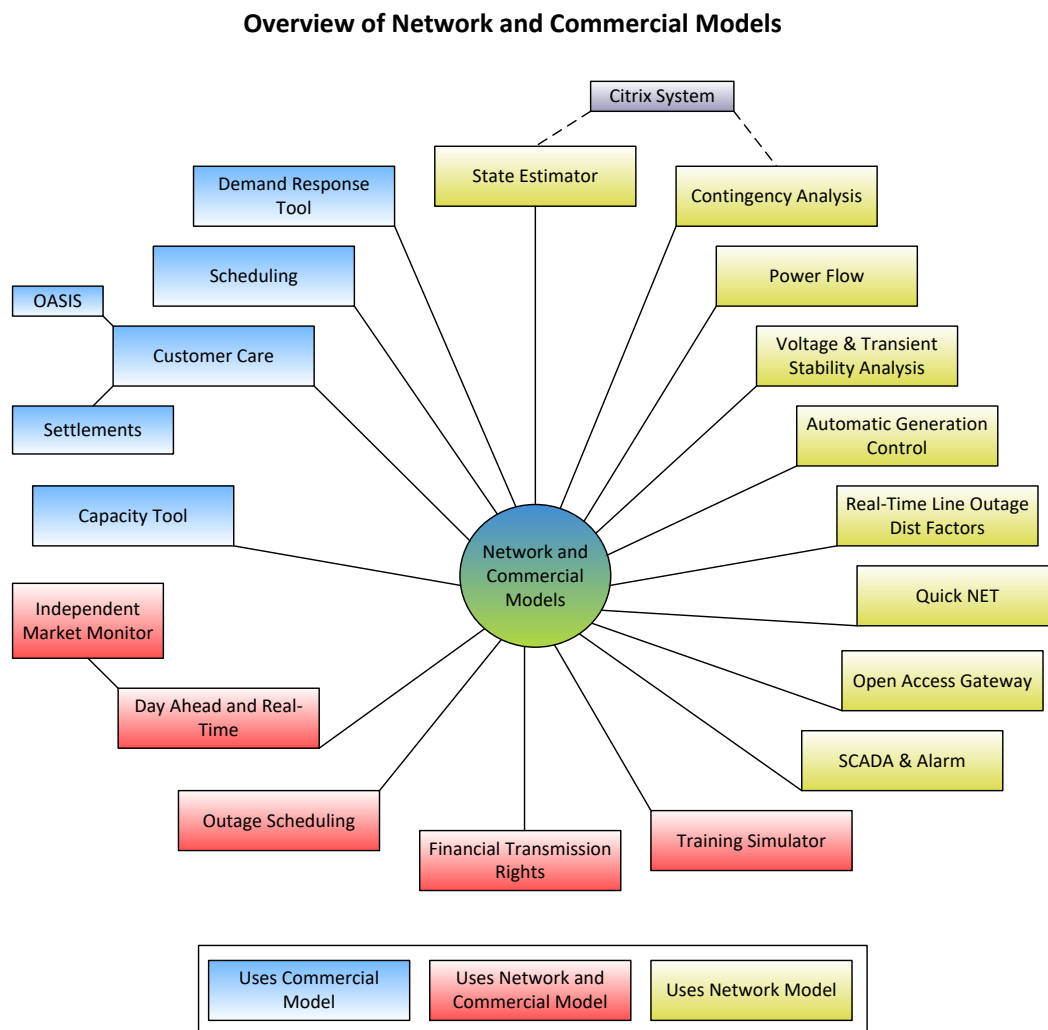 Overview of Network and Commercial Models
Citrix System
State Estimator
Contingency Analysis
Demand Response
Tool
Scheduling
Power Flow
OASIS
Customer Care
Voltage & Transient
Stability Analysis
Settlements
Automatic Generation
Control
Capacity Tool
Real-Time Line Outage
Dist Factors
Network and
Commercial
Models
Quick NET
Independent
Market Monitor
Open Access Gateway
Day Ahead and Real-
Time
SCADA & Alarm
Outage Scheduling
Financial Transmission
Rights
Training Simulator
Uses Commercial
Model
Uses Network and
Commercial Model
Uses Network Model